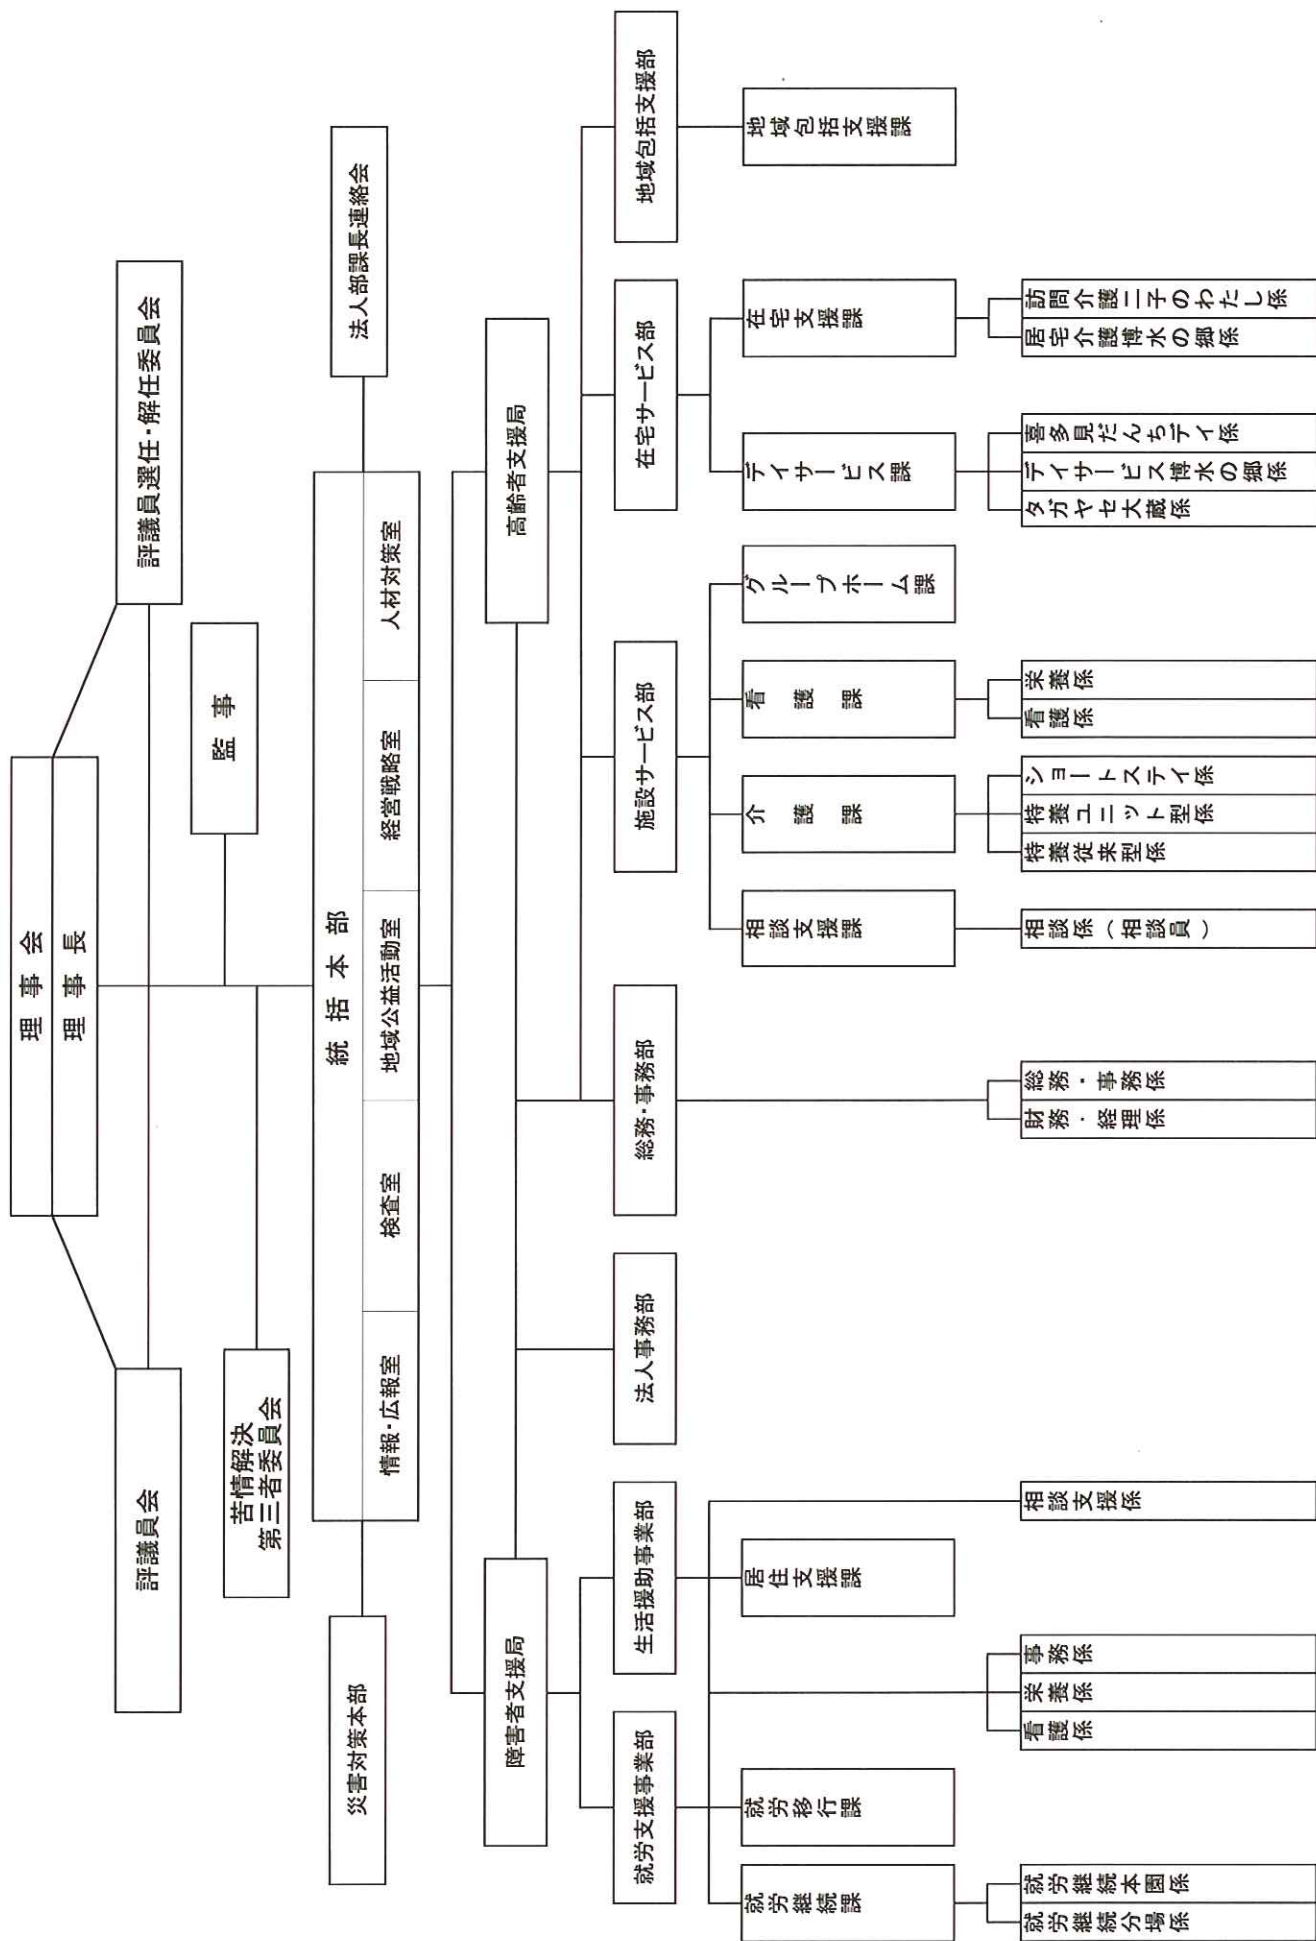 理事会
理事長
評議員会
評議員選任・解任委員会
監事
苦情解決
第三者委員会
災害対策本部
統括本部
情報・広報室
検査室
地域公益活動室
経営戦略室
人材対策室
法人部課長連絡会
障害者支援局
高齢者支援局
就労支援事業部
生活援助事業部
法人事務部
総務・事務部
施設サービス部
在宅サービス部
地域包括支援部
就労継続課
就労移行課
居住支援課
相談支援課
介護課
看護課
グループホーム課
デイサービス課
在宅支援課
地域包括支援課
就労継続分場係
就労継続本園係
看護係
栄養係
事務係
相談支援係
財務・経理係
総務・事務係
相談係(相談員)
特養従来型係
特養ユニット型係
ショートステイ係
看護係
栄養係
タガヤセ大蔵係
デイサービス博水の郷係
喜多見だんちデイ係
居宅介護博水の郷係
訪問介護二子のわたし係